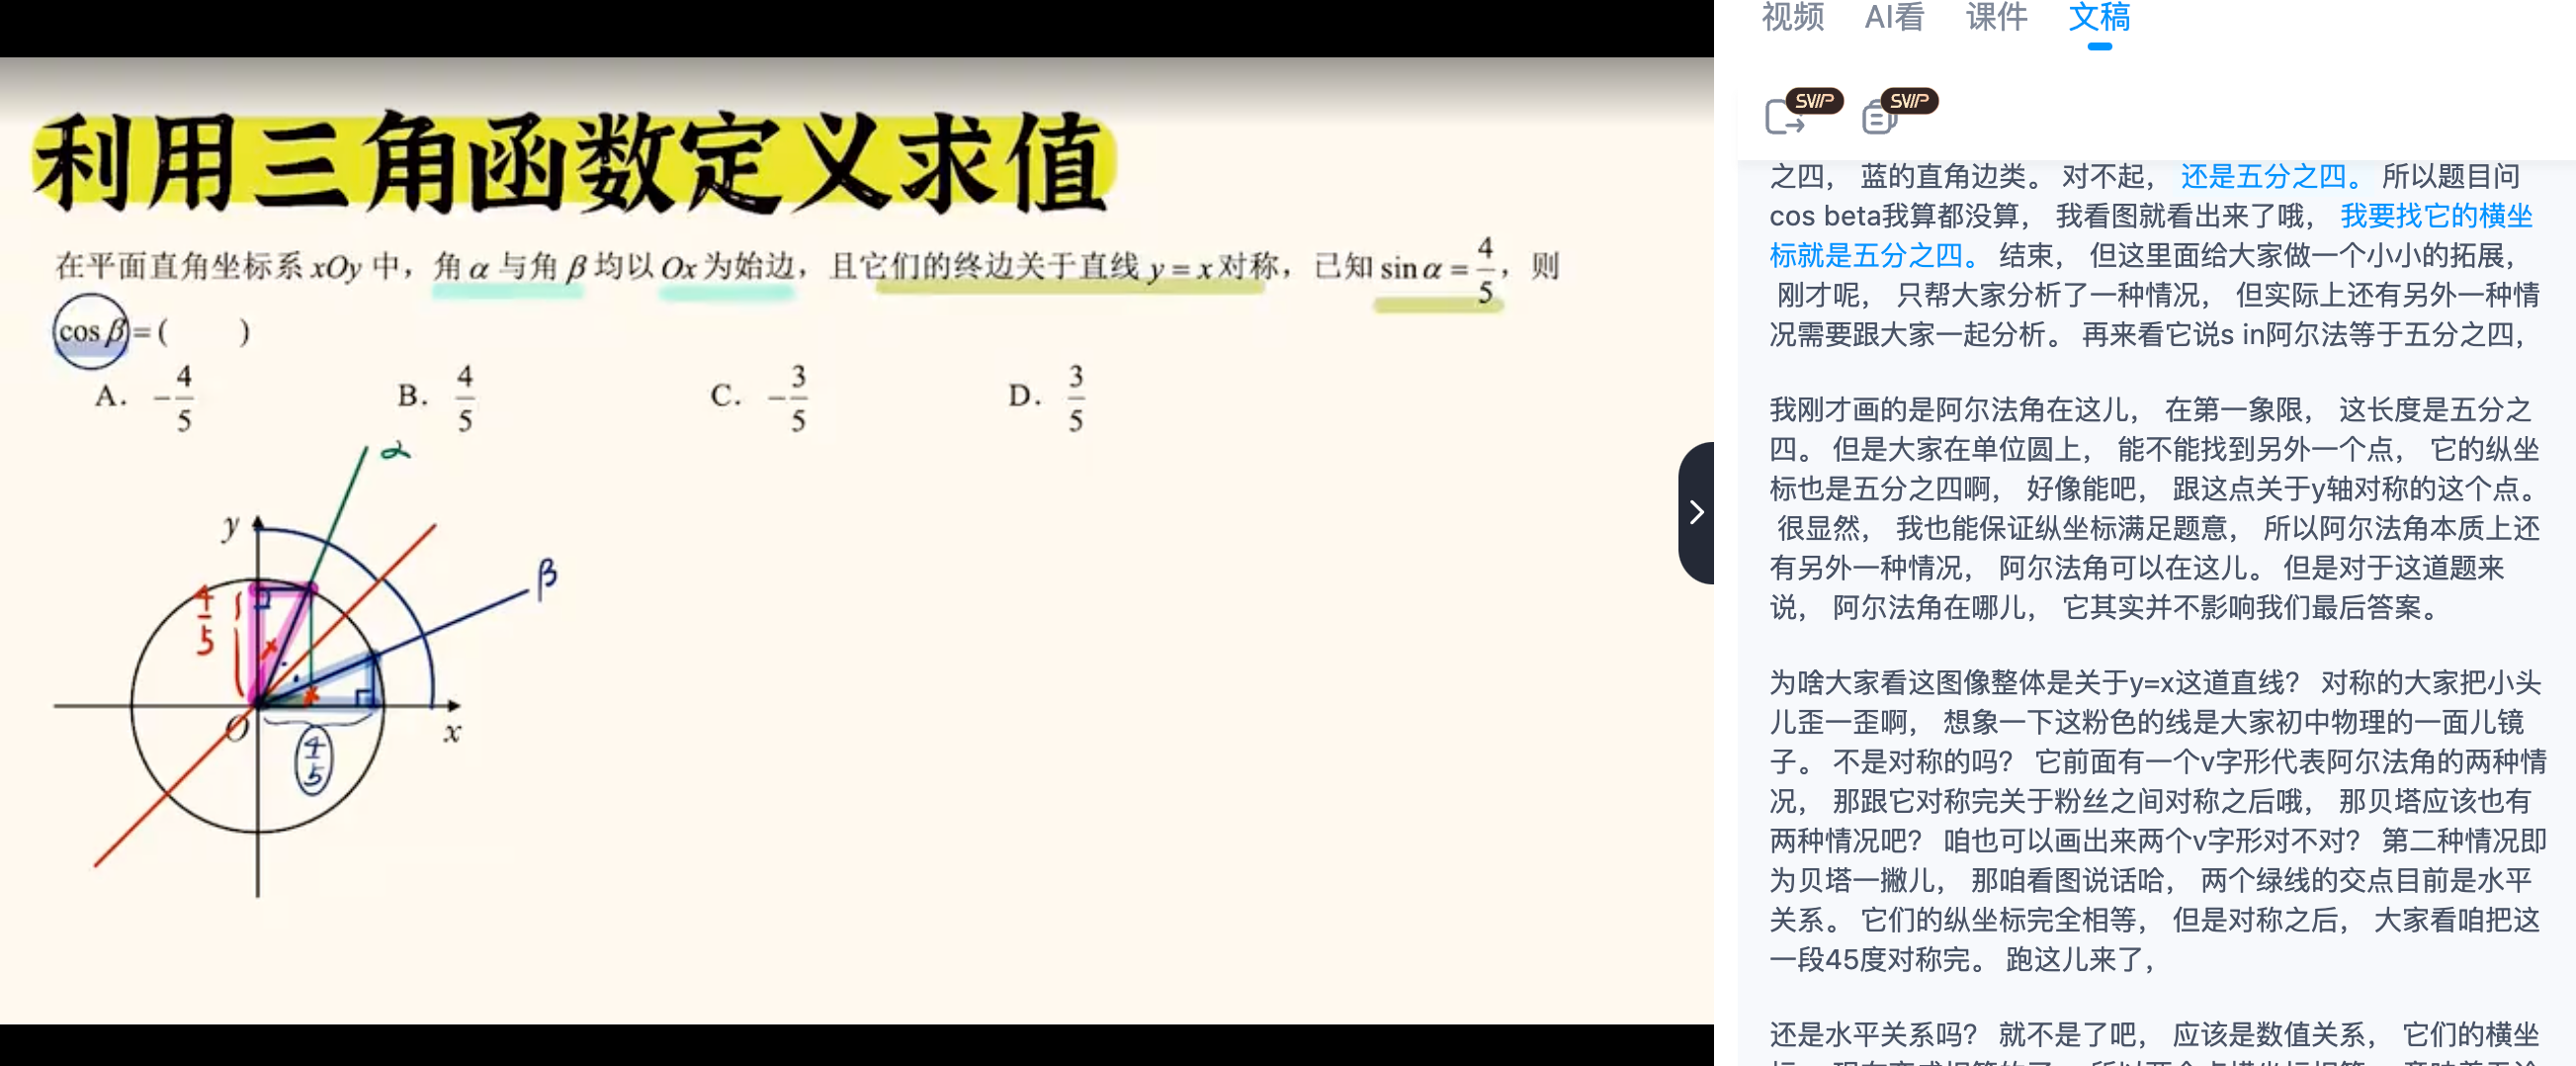 利用三角函数定义求值
在平面直角坐标系 xOy 中，角 α 与角 β 均以 Ox 为始边，且它们的终边关于直线 y = x 对称，已知 sin α = 4/5，则
cos β = (      )
A. -4/5 B. 4/5 C. -3/5 D. 3/5
α
y
β
4/5
O
x
4/5
视频 AI看 课件 文稿
SVIP SVIP
之四， 蓝的直角边类。 对不起， 还是五分之四。 所以题目问
cos beta我算都没算， 我看图就看出来了哦， 我要找它的横坐
标就是五分之四。 结束， 但这里面给大家做一个小小的拓展，
刚才呢， 只帮大家分析了一种情况， 但实际上还有另外一种情
况需要跟大家一起分析。 再来看它说s in阿尔法等于五分之四，
我刚才画的是阿尔法角在这儿， 在第一象限， 这长度是五分之
四。 但是大家在单位圆上， 能不能找到另外一个点， 它的纵坐
标也是五分之四啊， 好像能吧， 跟这点关于y轴对称的这个点。
很显然， 我也能保证纵坐标满足题意， 所以阿尔法角本质上还
有另外一种情况， 阿尔法角可以在这儿。 但是对于这道题来
说， 阿尔法角在哪儿， 它其实并不影响我们最后答案。
为啥大家看这图像整体是关于y=x这道直线？ 对称的大家把小头
儿歪一歪啊， 想象一下这粉色的线是大家初中物理的一面儿镜
子。 不是对称的吗？ 它前面有一个v字形代表阿尔法角的两种情
况， 那跟它对称完关于粉丝之间对称之后哦， 那贝塔应该也有
两种情况吧？ 咱也可以画出来两个v字形对不对？ 第二种情况即
为贝塔一撇儿， 那咱看图说话哈， 两个绿线的交点目前是水平
关系。 它们的纵坐标完全相等， 但是对称之后， 大家看咱把这
一段45度对称完。 跑这儿来了，
还是水平关系吗？ 就不是了吧， 应该是数值关系， 它们的横坐